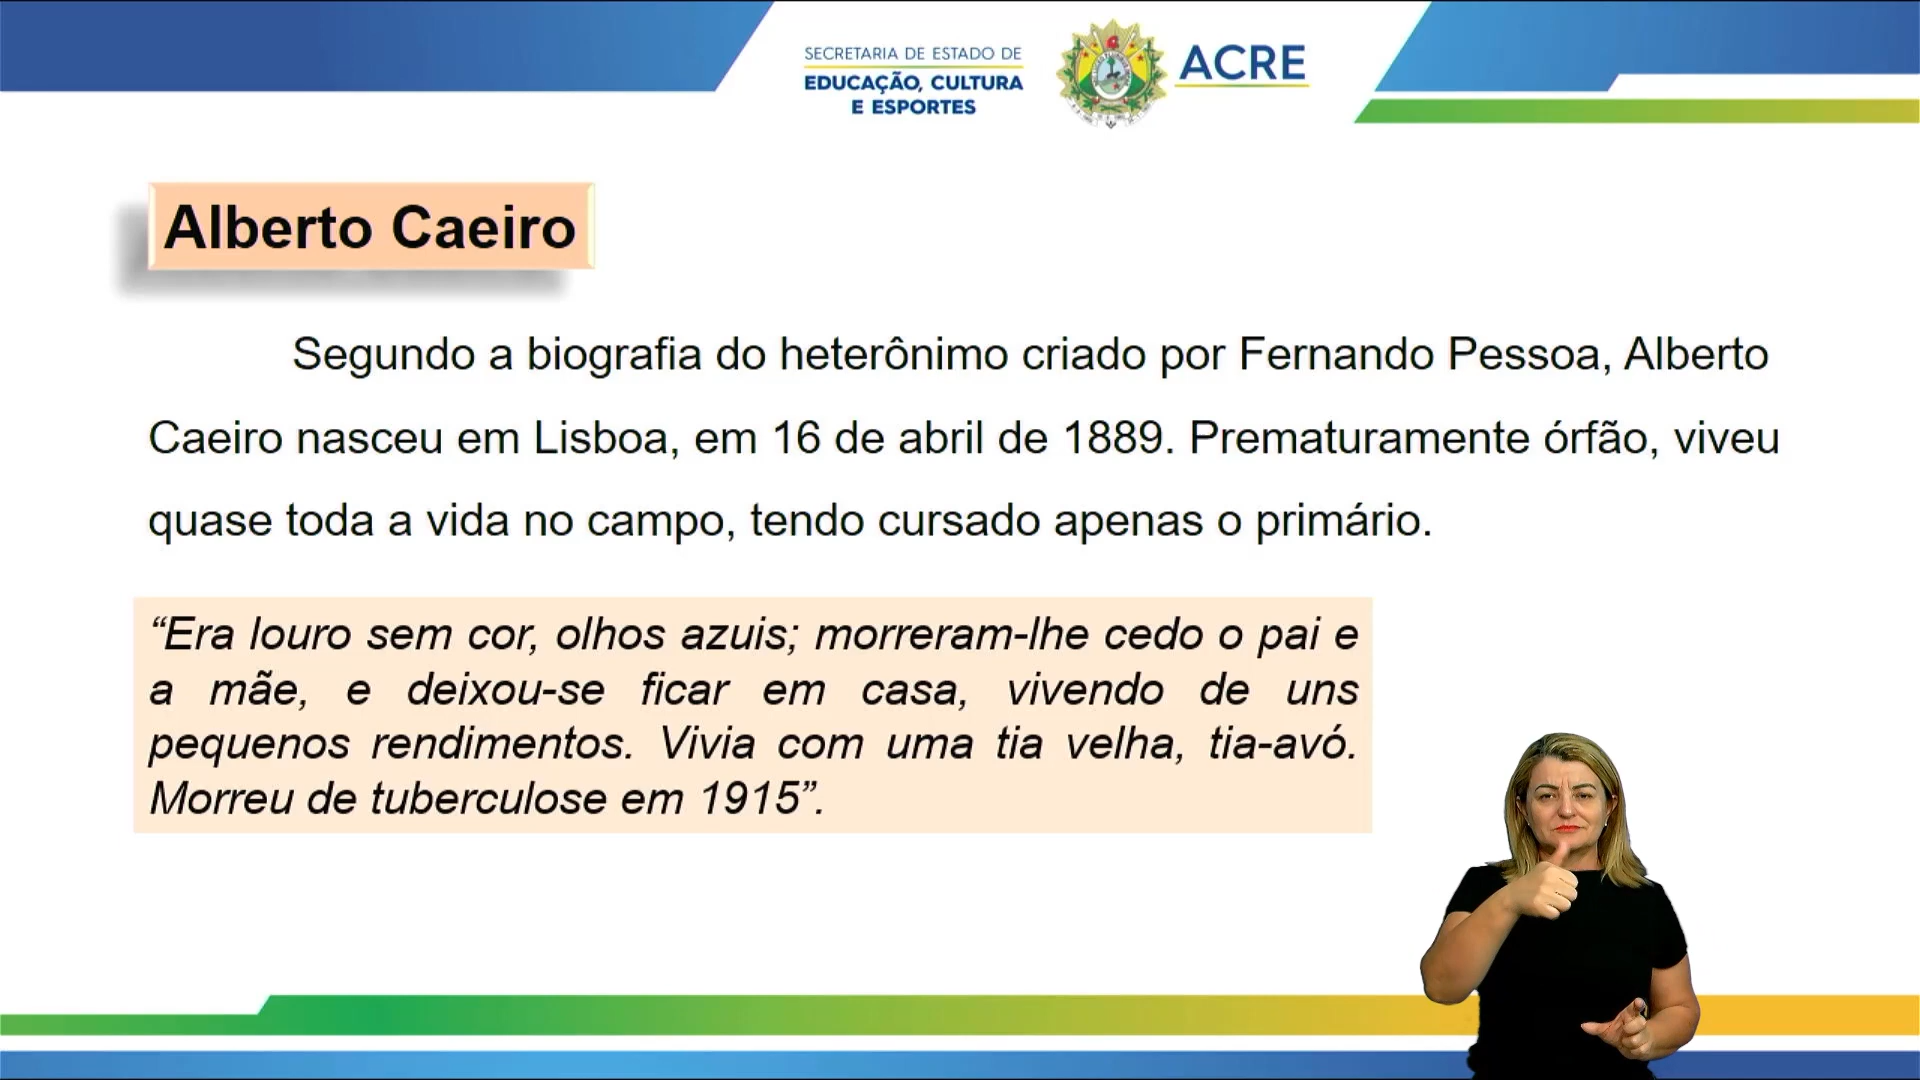 SECRETARIA DE ESTADO DE
EDUCAÇÃO, CULTURA
E ESPORTES
ACRE
Alberto Caeiro
Segundo a biografia do heterônimo criado por Fernando Pessoa, Alberto
Caeiro nasceu em Lisboa, em 16 de abril de 1889. Prematuramente órfão, viveu
quase toda a vida no campo, tendo cursado apenas o primário.
“Era louro sem cor, olhos azuis; morreram-lhe cedo o pai e
a mãe, e deixou-se ficar em casa, vivendo de uns
pequenos rendimentos. Vivia com uma tia velha, tia-avó.
Morreu de tuberculose em 1915”.